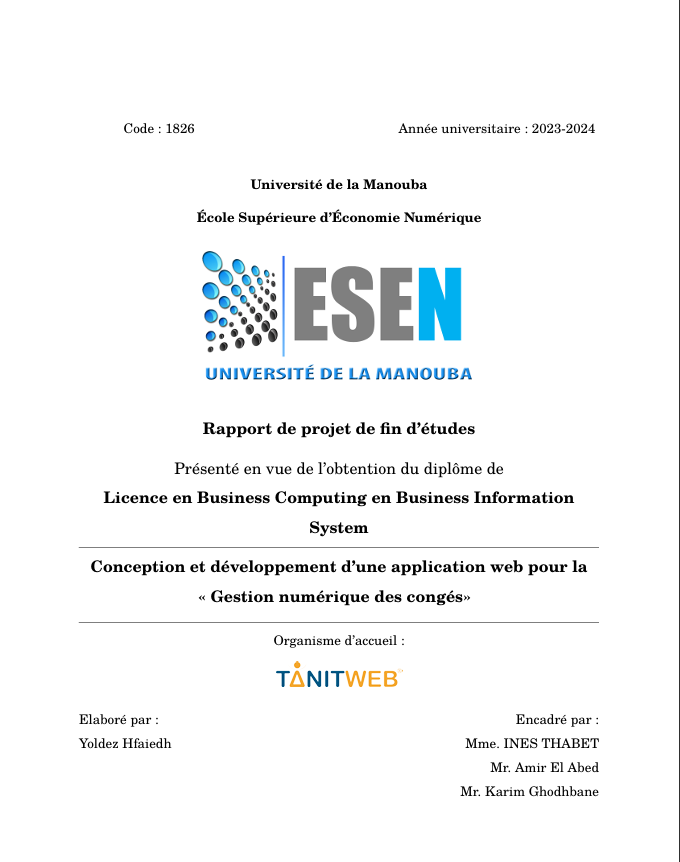 Code : 1826 Année universitaire : 2023-2024
Université de la Manouba
École Supérieure d'Économie Numérique
ESEN
UNIVERSITÉ DE LA MANOUBA
Rapport de projet de fin d'études
Présenté en vue de l'obtention du diplôme de
Licence en Business Computing en Business Information
System
Conception et développement d'une application web pour la
« Gestion numérique des congés»
Organisme d'accueil :
TANITWEB
Elaboré par : Encadré par :
Yoldez Hfaiedh Mme. INES THABET
Mr. Amir El Abed
Mr. Karim Ghodhbane